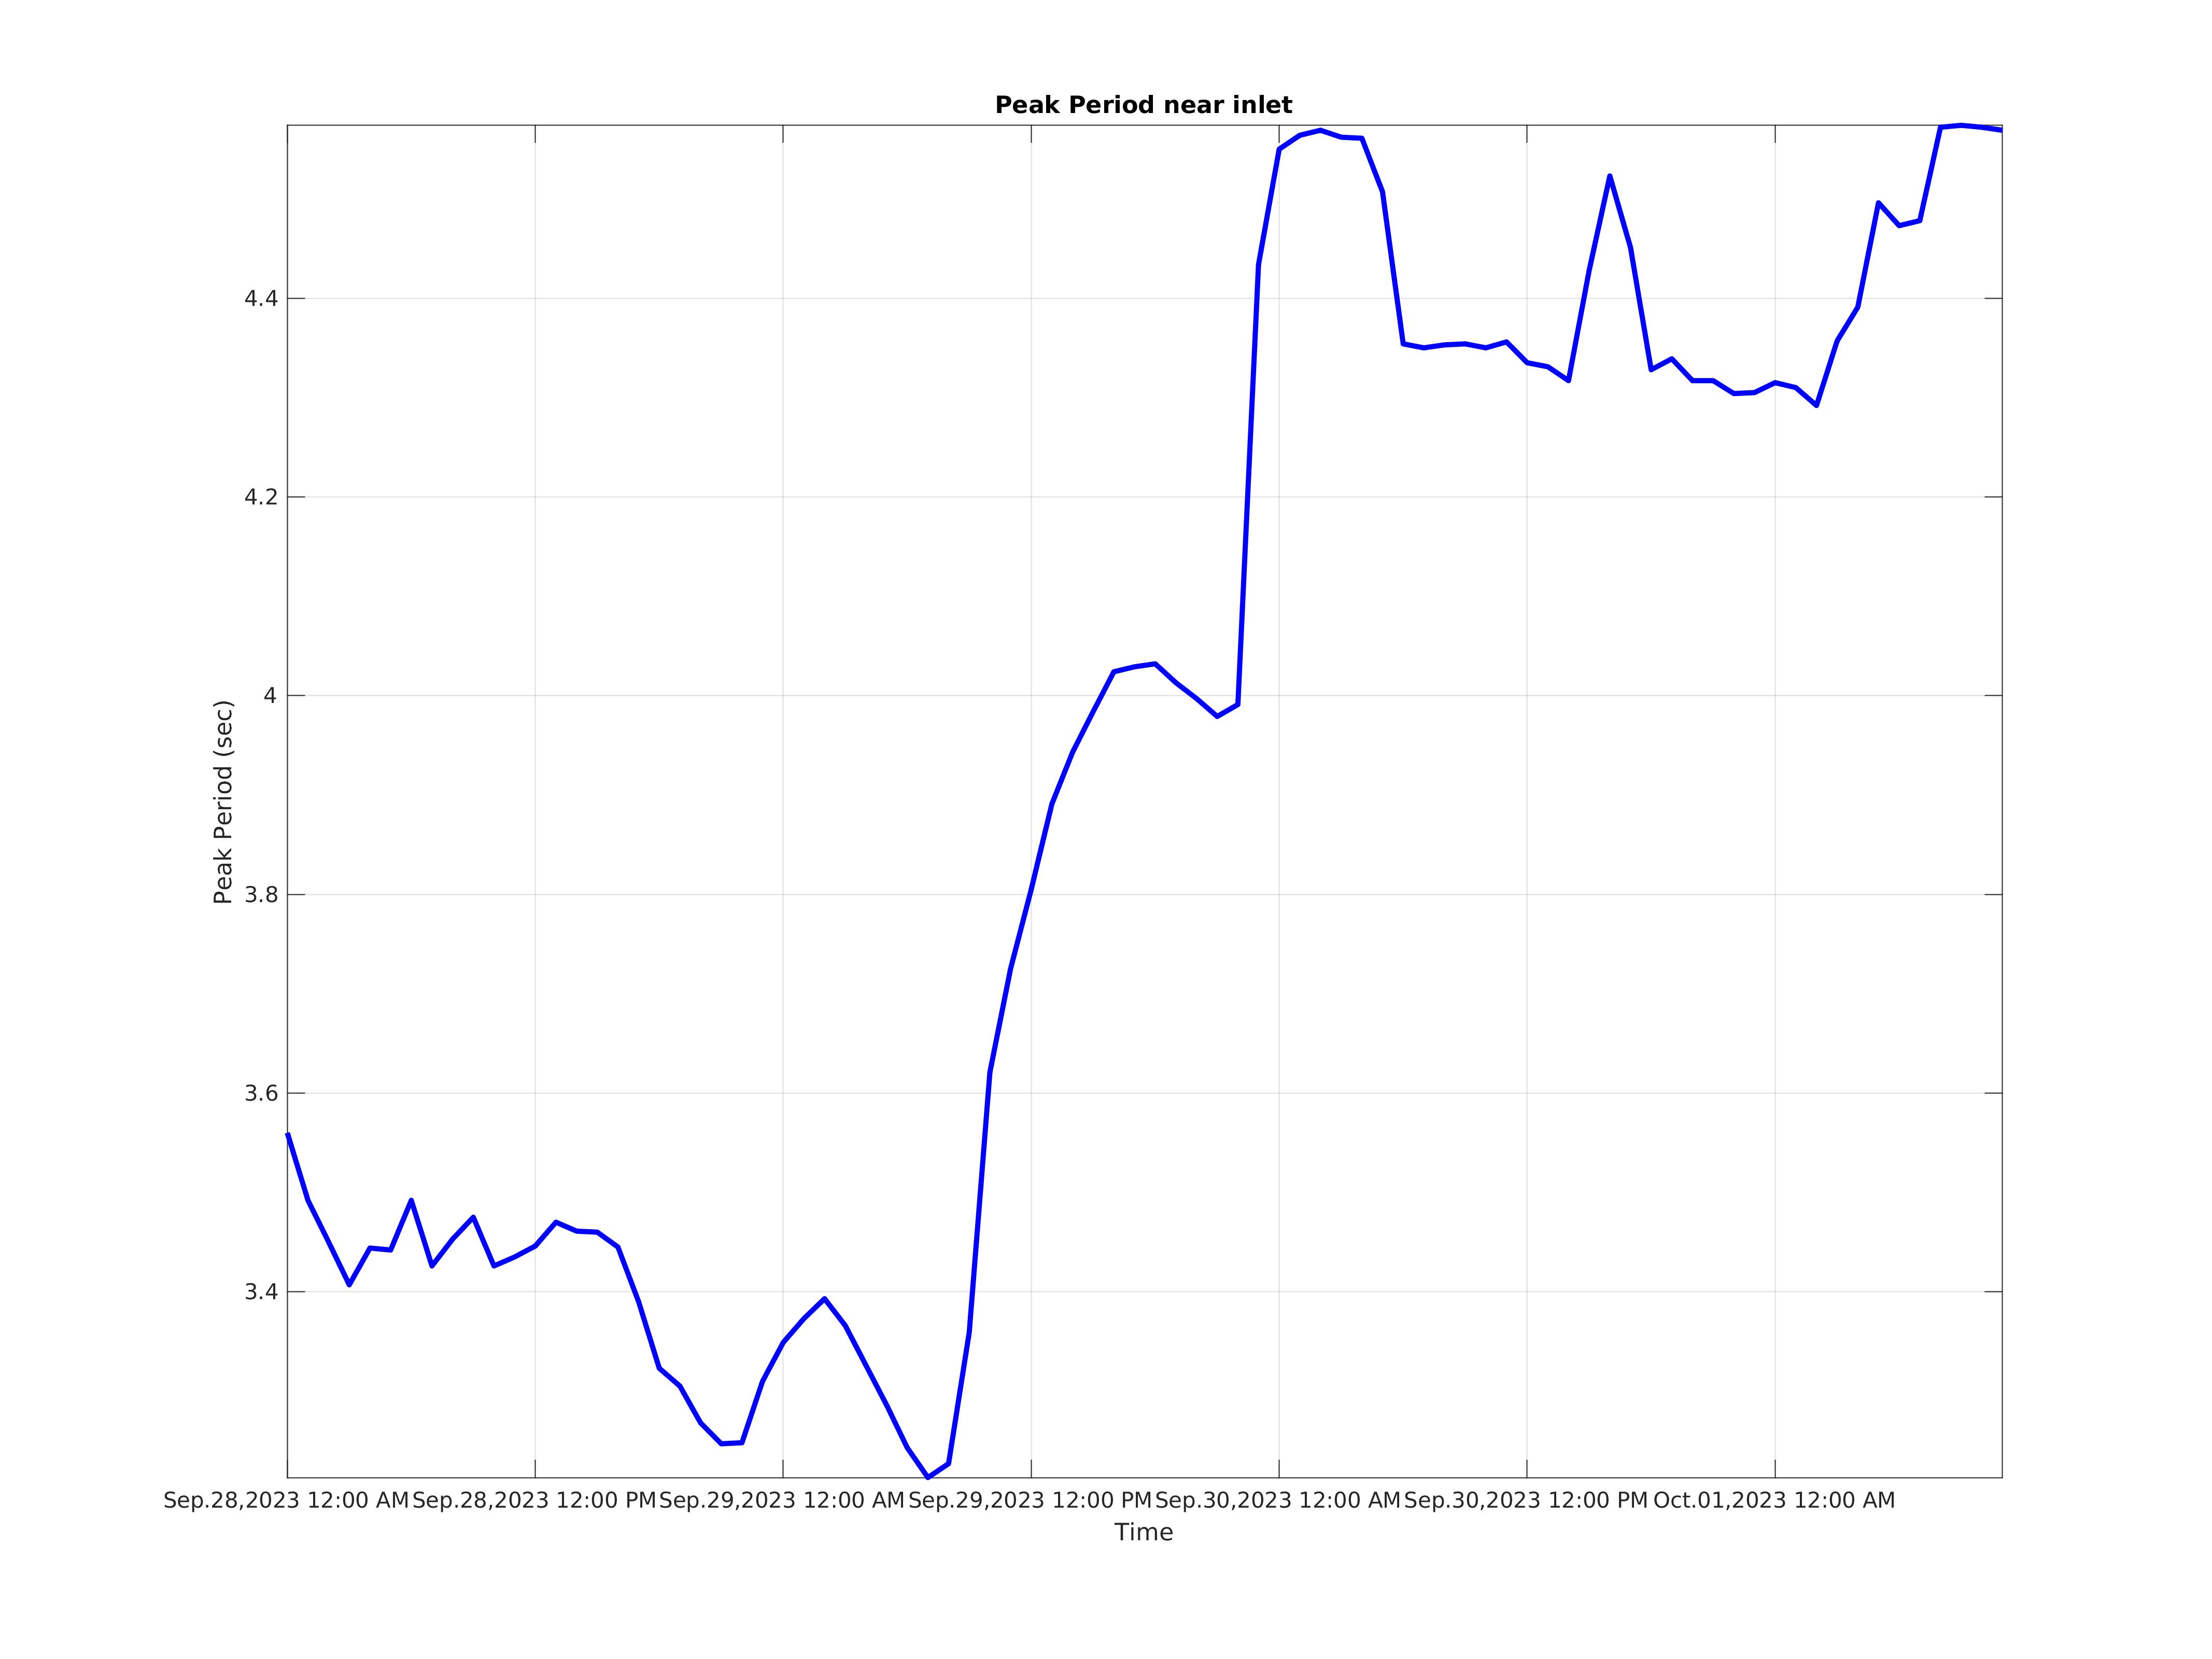 Peak Period near inlet
4.4
4.2
4
3.8
3.6
3.4
Peak Period (sec)
Sep.28,2023 12:00 AM Sep.28,2023 12:00 PM Sep.29,2023 12:00 AM Sep.29,2023 12:00 PM Sep.30,2023 12:00 AM Sep.30,2023 12:00 PM Oct.01,2023 12:00 AM
Time